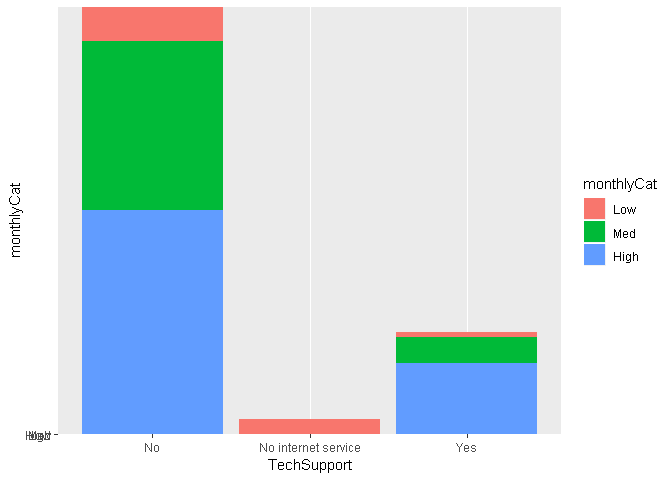 monthlyCat
No
No internet service
Yes
TechSupport
monthlyCat
Low
Med
High